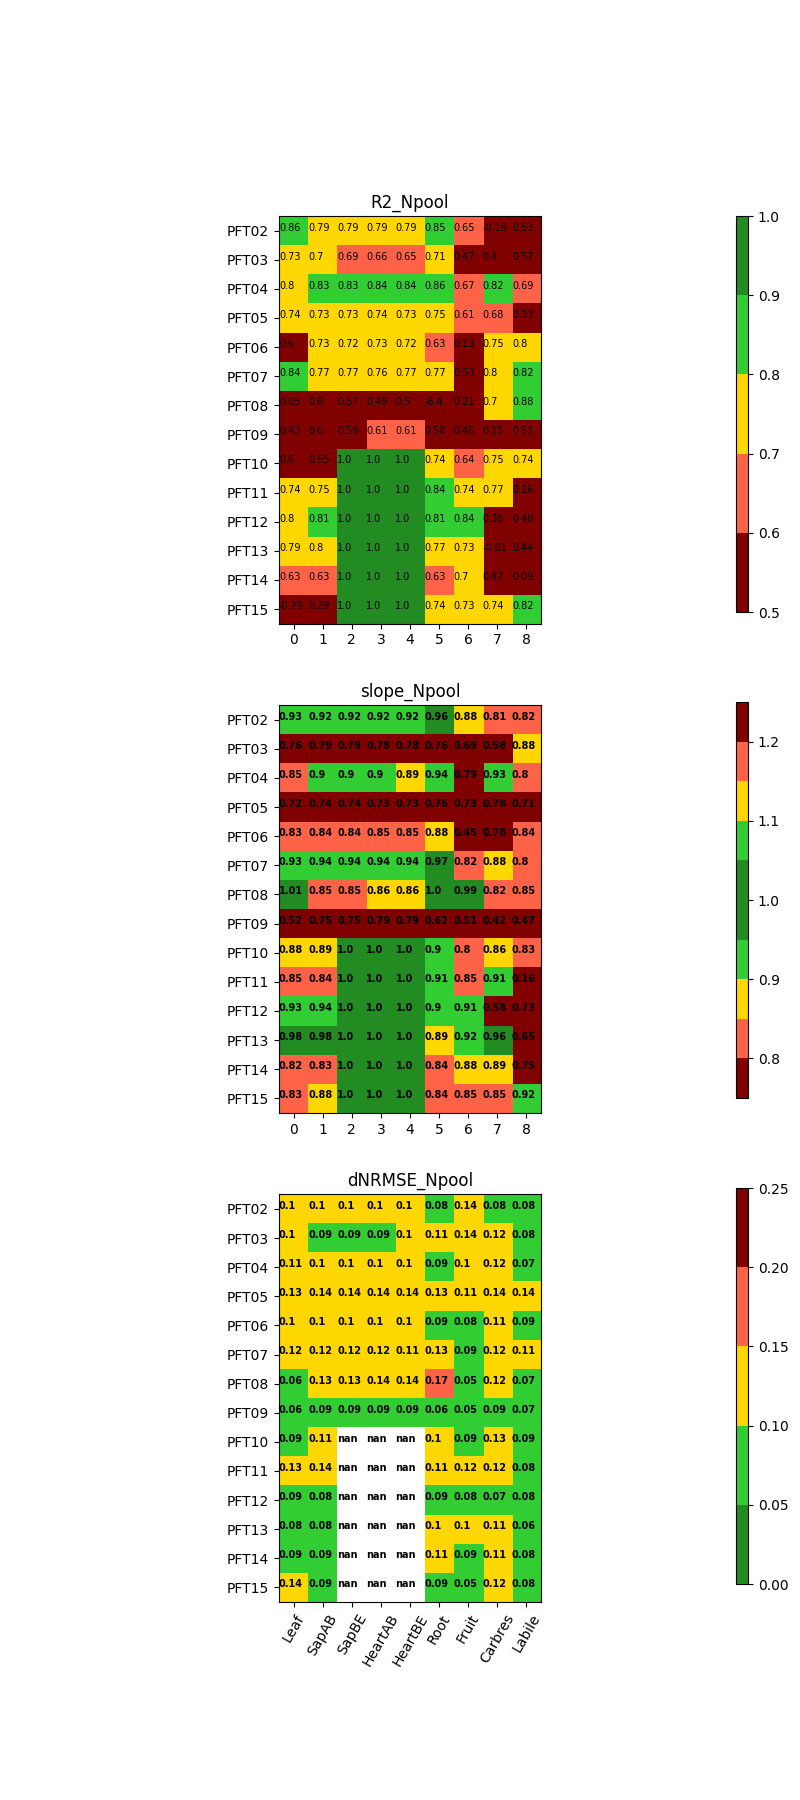 R2_Npool
PFT02 0.86 0.79 0.79 0.79 0.79 0.85 0.65 -0.19 0.53
PFT03 0.73 0.7 0.69 0.66 0.65 0.71 0.47 0.4 0.57
PFT04 0.8 0.83 0.83 0.84 0.84 0.86 0.67 0.82 0.69
PFT05 0.74 0.73 0.73 0.74 0.73 0.75 0.61 0.68 0.33
PFT06 0.6 0.73 0.72 0.73 0.72 0.63 0.13 0.75 0.8
PFT07 0.84 0.77 0.77 0.76 0.77 0.77 0.53 0.8 0.82
PFT08 0.05 0.6 0.57 0.49 0.5 -6.4 0.21 0.7 0.88
PFT09 0.43 0.6 0.59 0.61 0.61 0.58 0.45 0.15 0.51
PFT10 0.6 0.55 1.0 1.0 1.0 0.74 0.64 0.75 0.74
PFT11 0.74 0.75 1.0 1.0 1.0 0.84 0.74 0.77 0.16
PFT12 0.8 0.81 1.0 1.0 1.0 0.81 0.84 0.36 0.48
PFT13 0.79 0.8 1.0 1.0 1.0 0.77 0.73 -0.01 0.44
PFT14 0.63 0.63 1.0 1.0 1.0 0.63 0.7 0.47 0.09
PFT15 -0.79 0.29 1.0 1.0 1.0 0.74 0.73 0.74 0.82
0 1 2 3 4 5 6 7 8
1.0
0.9
0.8
0.7
0.6
0.5
slope_Npool
PFT02 0.93 0.92 0.92 0.92 0.92 0.96 0.88 0.81 0.82
PFT03 0.76 0.79 0.79 0.78 0.78 0.76 0.69 0.58 0.88
PFT04 0.85 0.9 0.9 0.9 0.89 0.94 0.79 0.93 0.8
PFT05 0.72 0.74 0.74 0.73 0.73 0.76 0.73 0.78 0.71
PFT06 0.83 0.84 0.84 0.85 0.85 0.88 0.45 0.78 0.84
PFT07 0.93 0.94 0.94 0.94 0.94 0.97 0.82 0.88 0.8
PFT08 1.01 0.85 0.85 0.86 0.86 1.0 0.99 0.82 0.85
PFT09 0.52 0.75 0.75 0.79 0.79 0.62 0.51 0.42 0.47
PFT10 0.88 0.89 1.0 1.0 1.0 0.9 0.8 0.86 0.83
PFT11 0.85 0.84 1.0 1.0 1.0 0.91 0.85 0.91 0.16
PFT12 0.93 0.94 1.0 1.0 1.0 0.9 0.91 0.58 0.73
PFT13 0.98 0.98 1.0 1.0 1.0 0.89 0.92 0.96 0.65
PFT14 0.82 0.83 1.0 1.0 1.0 0.84 0.88 0.89 0.75
PFT15 0.83 0.88 1.0 1.0 1.0 0.84 0.85 0.85 0.92
0 1 2 3 4 5 6 7 8
1.2
1.1
1.0
0.9
0.8
dNRMSE_Npool
PFT02 0.1 0.1 0.1 0.1 0.1 0.08 0.14 0.08 0.08
PFT03 0.1 0.09 0.09 0.09 0.1 0.11 0.14 0.12 0.08
PFT04 0.11 0.1 0.1 0.1 0.1 0.09 0.1 0.12 0.07
PFT05 0.13 0.14 0.14 0.14 0.14 0.13 0.11 0.14 0.14
PFT06 0.1 0.1 0.1 0.1 0.1 0.09 0.08 0.11 0.09
PFT07 0.12 0.12 0.12 0.12 0.11 0.13 0.09 0.12 0.11
PFT08 0.06 0.13 0.13 0.14 0.14 0.17 0.05 0.12 0.07
PFT09 0.06 0.09 0.09 0.09 0.09 0.06 0.05 0.09 0.07
PFT10 0.09 0.11 nan nan nan 0.1 0.09 0.13 0.09
PFT11 0.13 0.14 nan nan nan 0.11 0.12 0.12 0.08
PFT12 0.09 0.08 nan nan nan 0.09 0.08 0.07 0.08
PFT13 0.08 0.08 nan nan nan 0.1 0.1 0.11 0.06
PFT14 0.09 0.09 nan nan nan 0.11 0.09 0.11 0.08
PFT15 0.14 0.09 nan nan nan 0.09 0.05 0.12 0.08
Leaf SapAB SapBE HeartAB HeartBE Root Fruit Carbres Labile
0.25
0.20
0.15
0.10
0.05
0.00